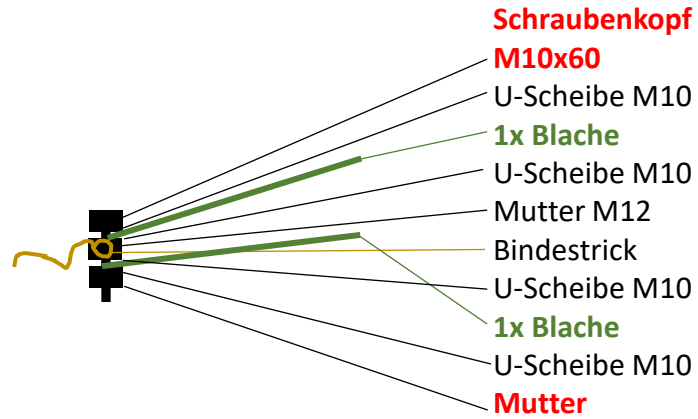 Schraubenkopf
M10x60
U-Scheibe M10
1x Blache
U-Scheibe M10
Mutter M12
Bindestrick
U-Scheibe M10
1x Blache
U-Scheibe M10
Mutter